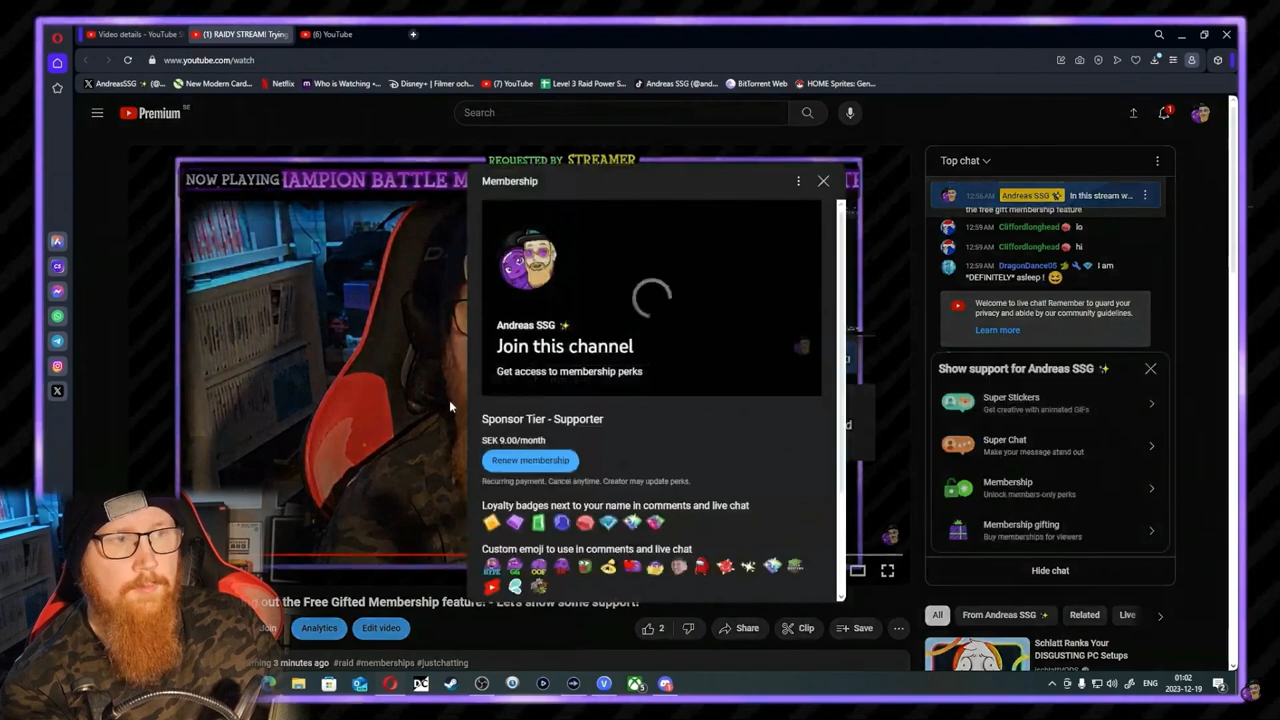 Video details - YouTube S
(1) RAIDY STREAM! Trying
(6) YouTube
www.youtube.com/watch
AndreasSSG ✨ (@...
New Modern Card...
Netflix
Who is Watching •...
Disney+ | Filmer och...
(7) YouTube
Level 3 Raid Power S...
Andreas SSG (@and...
BitTorrent Web
HOME Sprites: Gen...
Premium SE
Search
1
REQUESTED BY STREAMER
NOW PLAYING
HAMPION BATTLE M
Membership
Andreas SSG ✨
Join this channel
Get access to membership perks
Sponsor Tier - Supporter
SEK 9.00/month
Renew membership
Recurring payment. Cancel anytime. Creator may update perks.
Loyalty badges next to your name in comments and live chat
Custom emoji to use in comments and live chat
Top chat
12:56 AM Andreas SSG ✨ In this stream w...
the free gift membership feature
12:59 AM Cliffordlonghead lo
12:59 AM Cliffordlonghead hi
12:59 AM DragonDance05 I am
*DEFINITELY* asleep ! 😆
Welcome to live chat! Remember to guard your
privacy and abide by our community guidelines.
Learn more
Show support for Andreas SSG ✨
Super Stickers
Get creative with animated GIFs
Super Chat
Make your message stand out
Membership
Unlock members-only perks
Membership gifting
Buy memberships for viewers
Hide chat
out the Free Gifted Membership feature! - Let's show some support!
Join
Analytics
Edit video
2
Share
Clip
Save
3 minutes ago #raid #memberships #justchatting
All
From Andreas SSG ✨
Related
Live
Schlatt Ranks Your
DISGUSTING PC Setups
ENG
01:02
2023-12-19